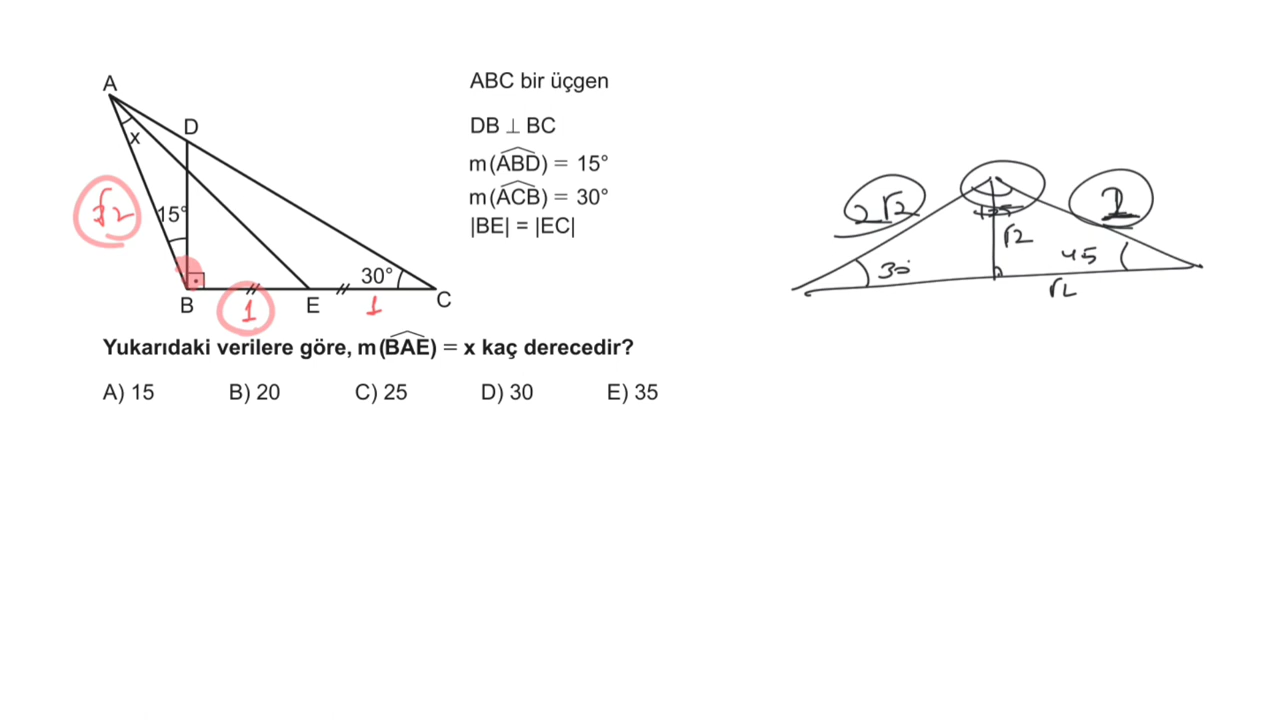 A
D
x
15°
30°
B
E
C
√2
1
1
ABC bir üçgen
DB ⊥ BC
m(ABD) = 15°
m(ACB) = 30°
|BE| = |EC|
2√2
2
√2
30°
45
√2
Yukarıdaki verilere göre, m(BAE) = x kaç derecedir?
A) 15 B) 20 C) 25 D) 30 E) 35